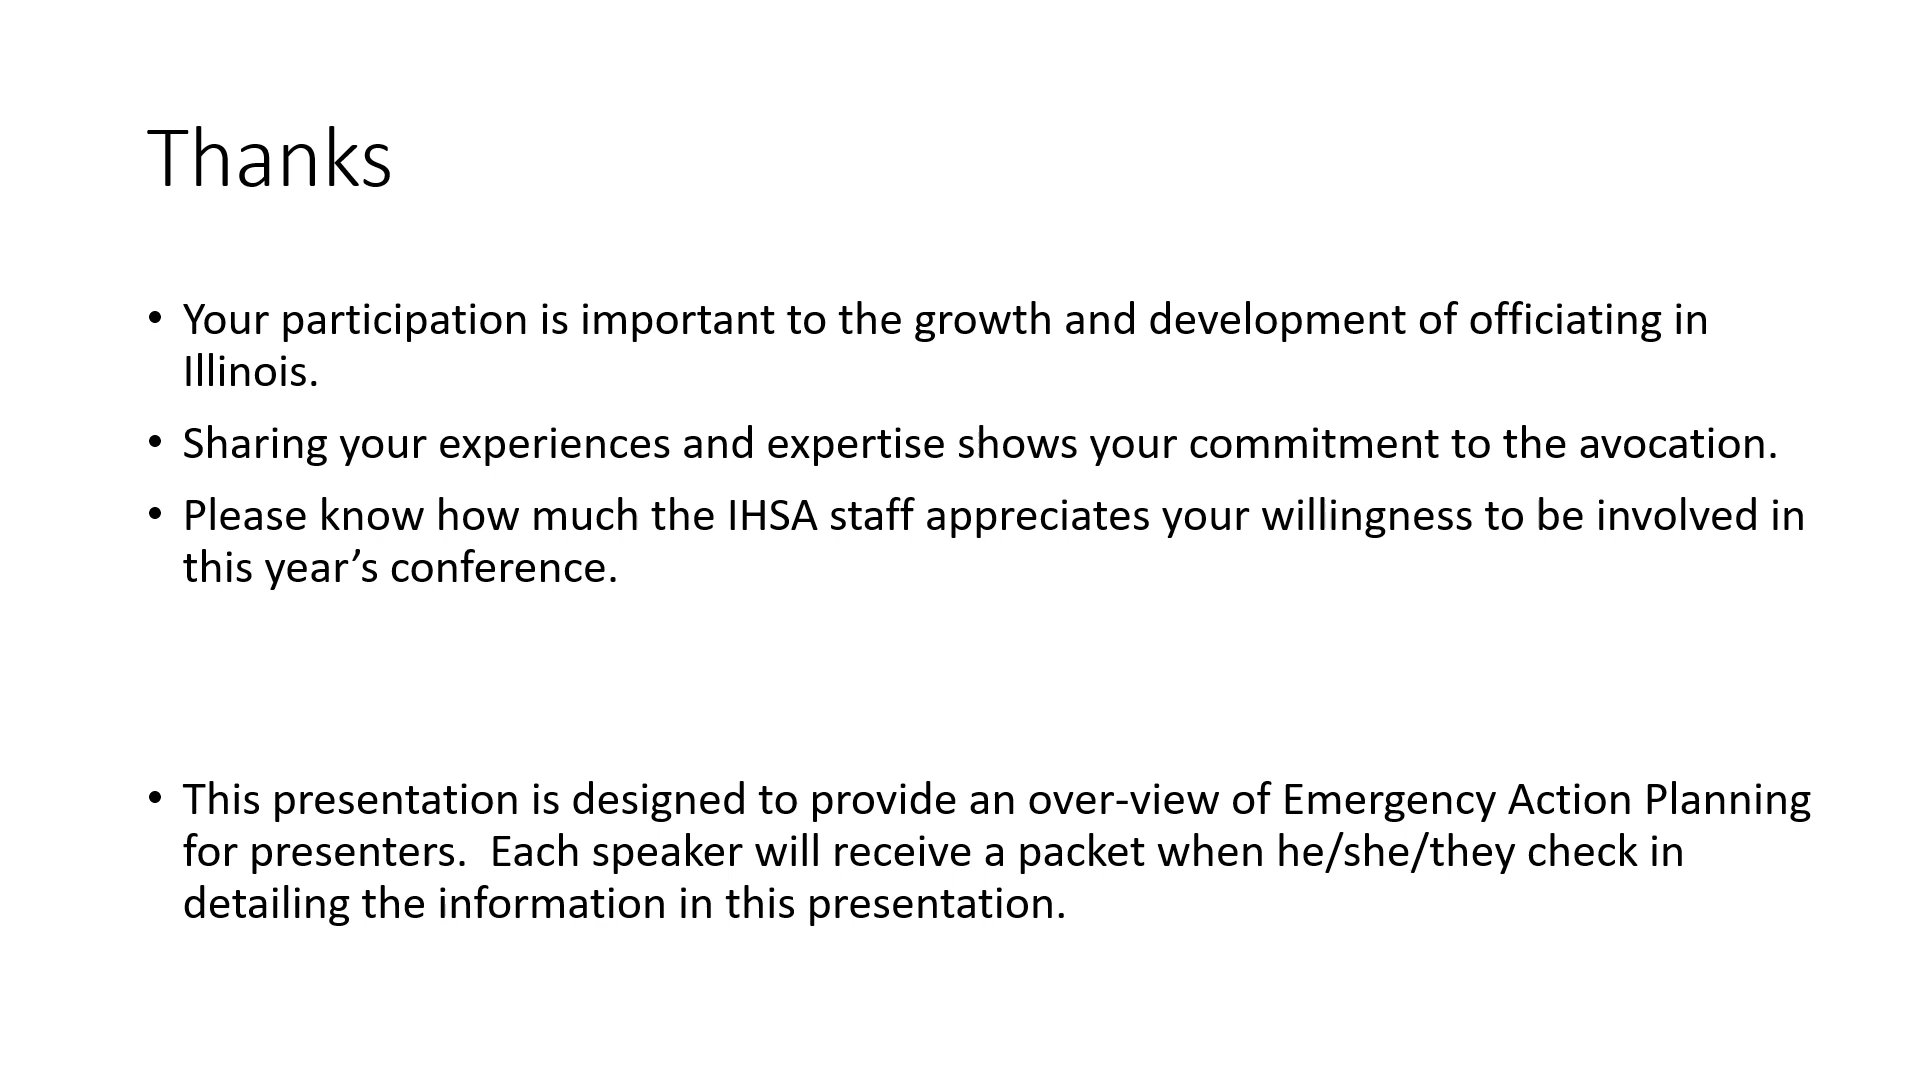 Thanks
• Your participation is important to the growth and development of officiating in
Illinois.
• Sharing your experiences and expertise shows your commitment to the avocation.
• Please know how much the IHSA staff appreciates your willingness to be involved in
this year’s conference.
• This presentation is designed to provide an over-view of Emergency Action Planning
for presenters.  Each speaker will receive a packet when he/she/they check in
detailing the information in this presentation.